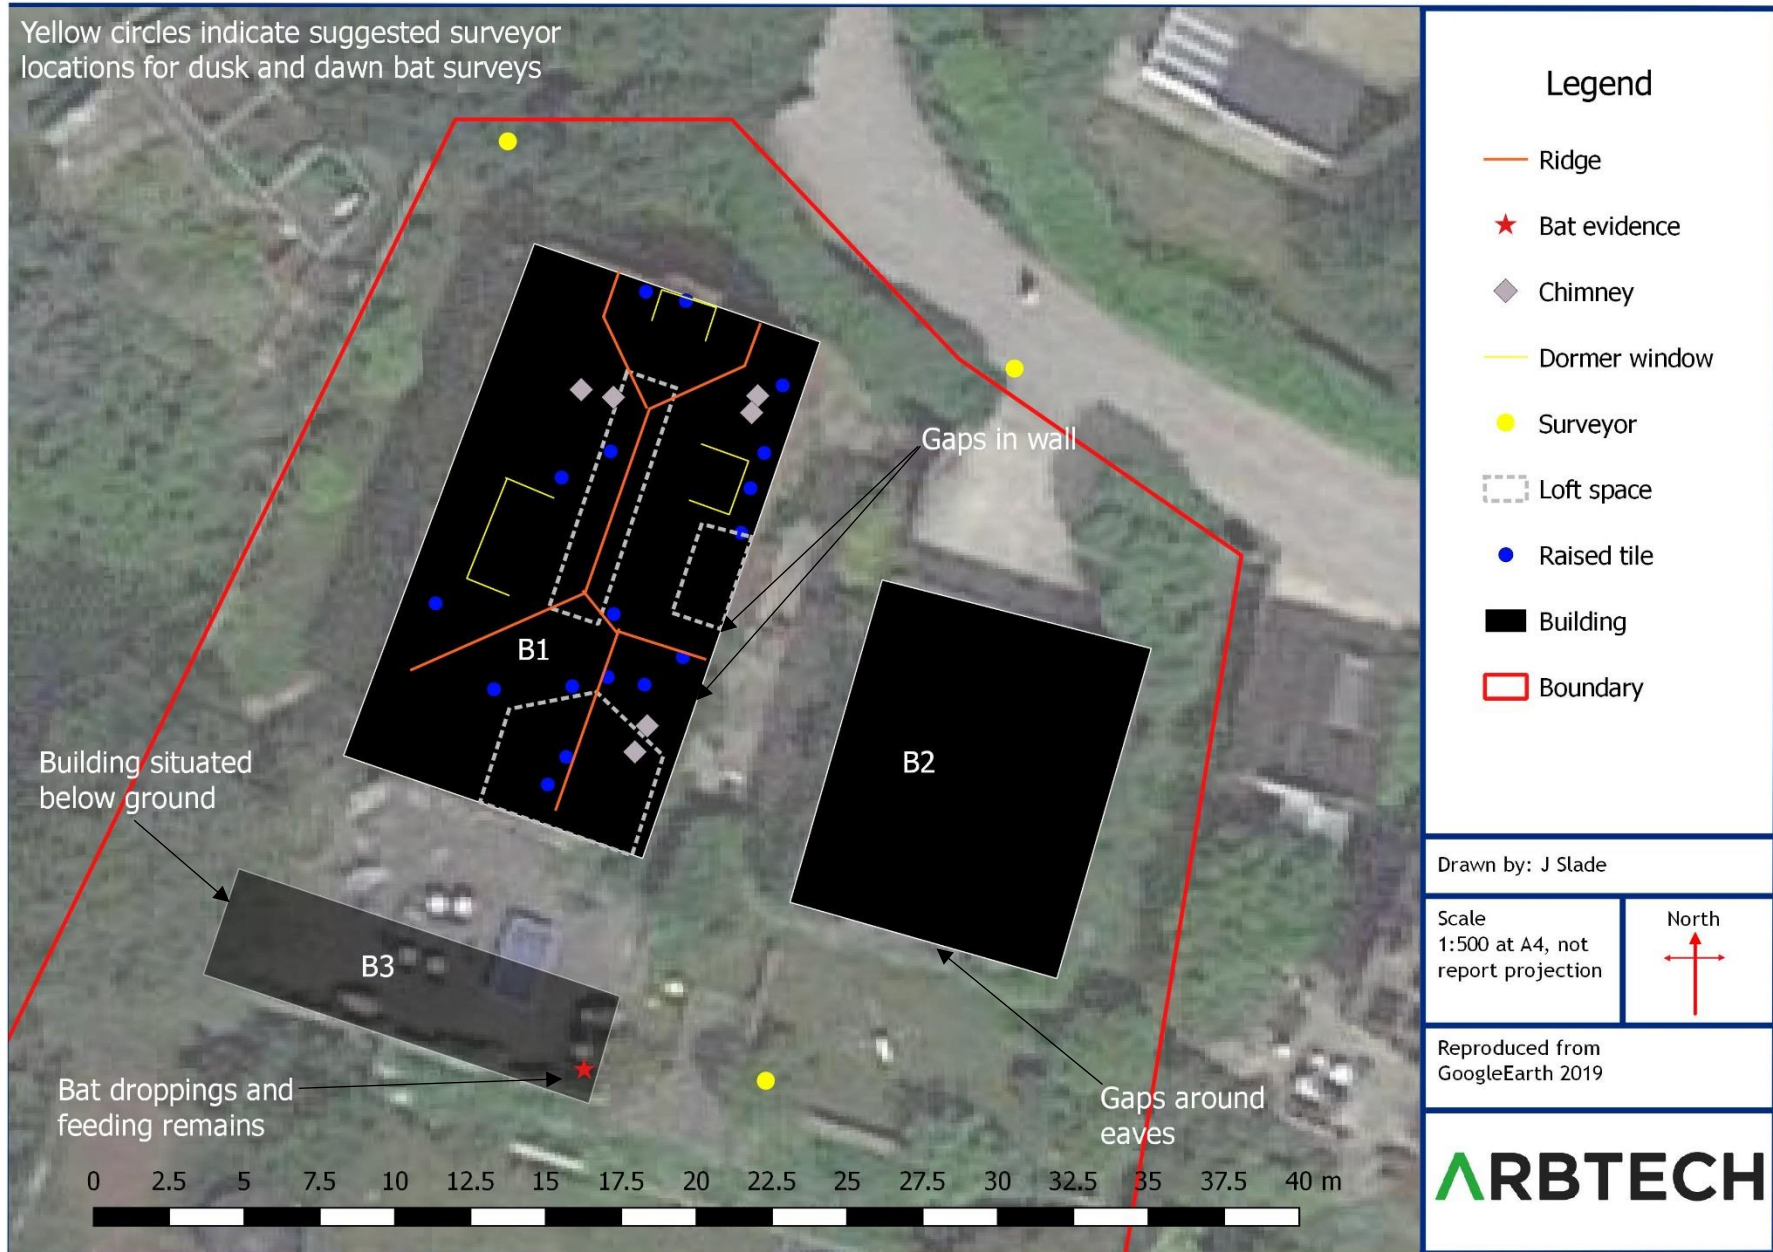 Yellow circles indicate suggested surveyor
locations for dusk and dawn bat surveys
Gaps in wall
B1
B2
Building situated
below ground
B3
Bat droppings and
feeding remains
Gaps around
eaves
0 2.5 5 7.5 10 12.5 15 17.5 20 22.5 25 27.5 30 32.5 35 37.5 40 m
Legend
Ridge
Bat evidence
Chimney
Dormer window
Surveyor
Loft space
Raised tile
Building
Boundary
Drawn by: J Slade
Scale
1:500 at A4, not
report projection
North
Reproduced from
GoogleEarth 2019
ARBTECH